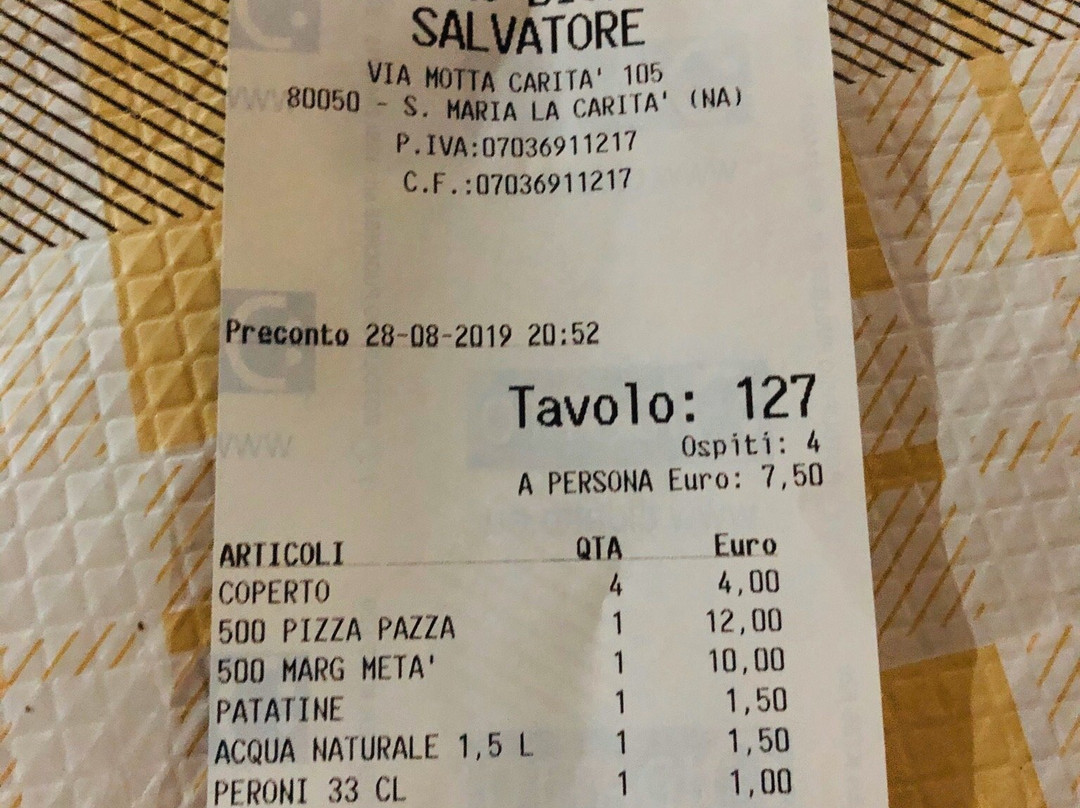 SALVATORE
VIA MOTTA CARITA' 105
80050 - S. MARIA LA CARITA' (NA)
P.IVA:07036911217
C.F.:07036911217
Preconto 28-08-2019 20:52
Tavolo: 127
Ospiti: 4
A PERSONA Euro: 7,50
ARTICOLI QTA Euro
COPERTO 4 4,00
500 PIZZA PAZZA 1 12,00
500 MARG META' 1 10,00
PATATINE 1 1,50
ACQUA NATURALE 1,5 L 1 1,50
PERONI 33 CL 1 1,00